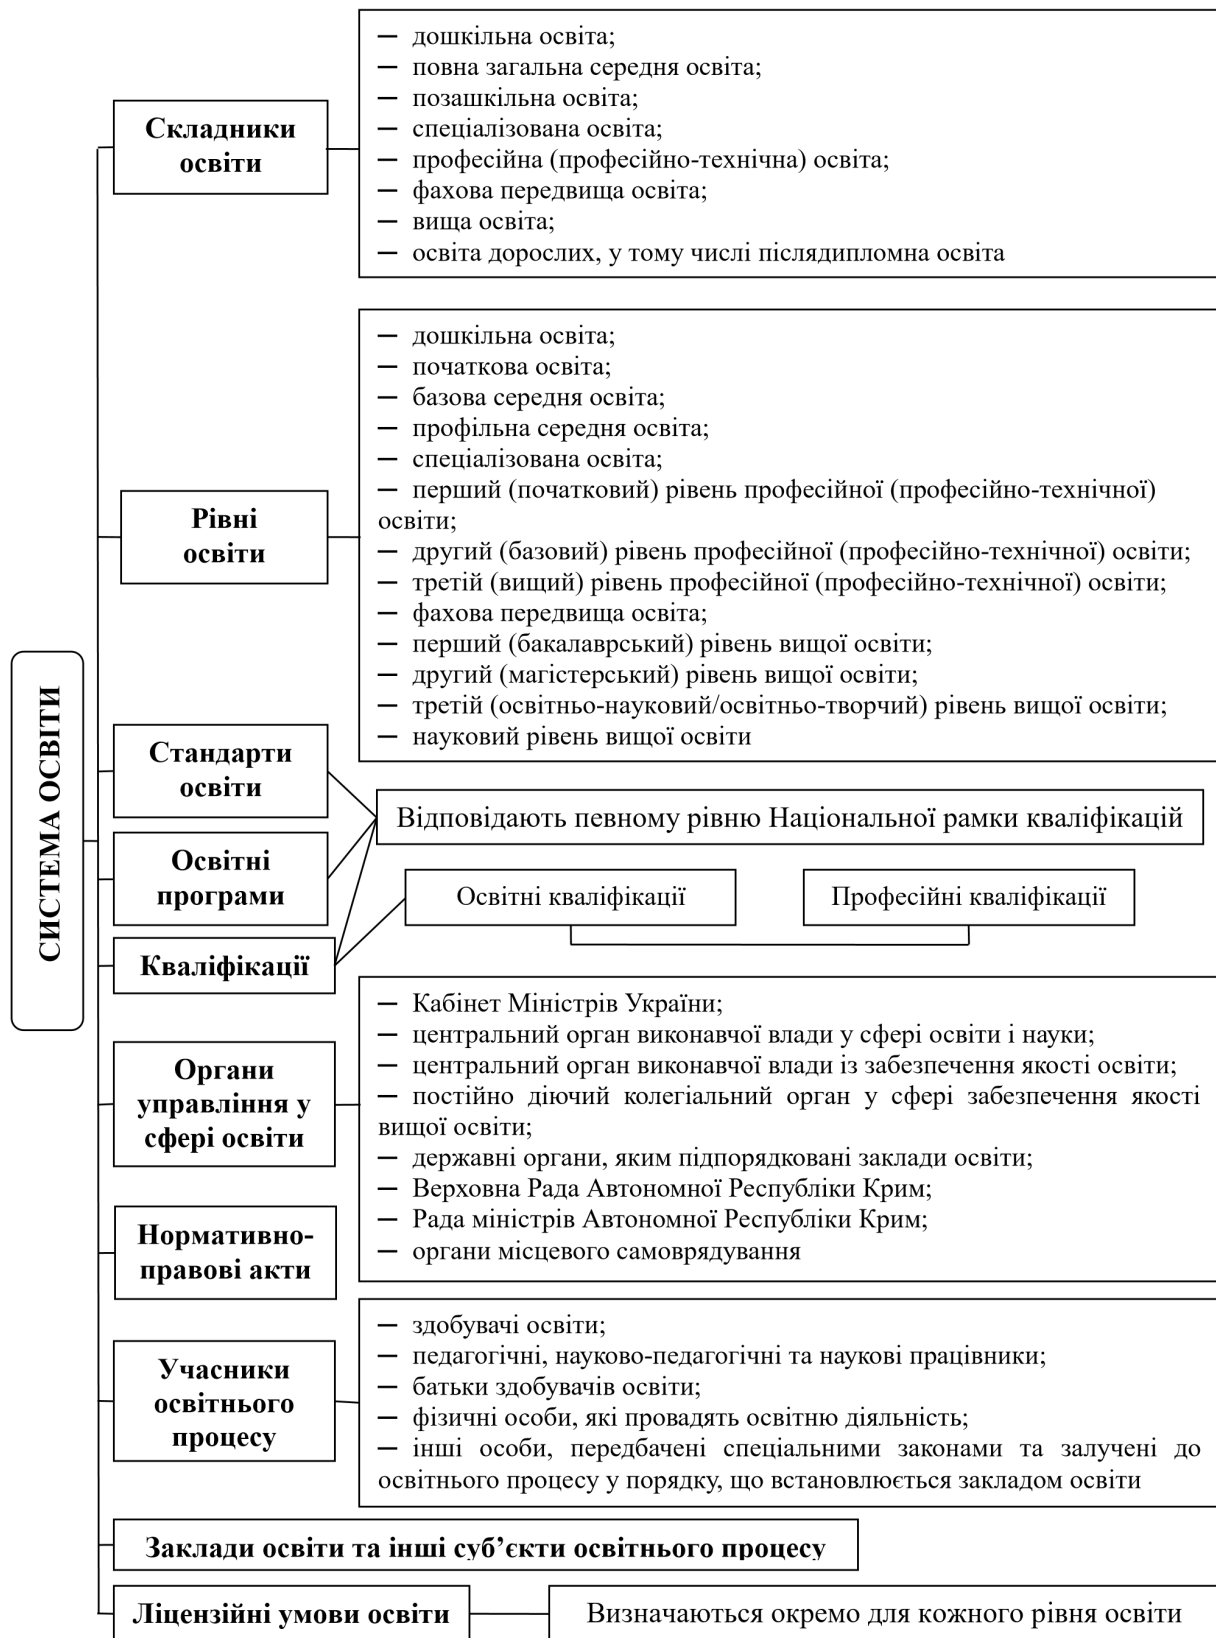 СИСТЕМА ОСВІТИ
Складники
освіти
— дошкільна освіта;
— повна загальна середня освіта;
— позашкільна освіта;
— спеціалізована освіта;
— професійна (професійно-технічна) освіта;
— фахова передвища освіта;
— вища освіта;
— освіта дорослих, у тому числі післядипломна освіта
Рівні
освіти
— дошкільна освіта;
— початкова освіта;
— базова середня освіта;
— профільна середня освіта;
— спеціалізована освіта;
— перший (початковий) рівень професійної (професійно-технічної)
освіти;
— другий (базовий) рівень професійної (професійно-технічної) освіти;
— третій (вищий) рівень професійної (професійно-технічної) освіти;
— фахова передвища освіта;
— перший (бакалаврський) рівень вищої освіти;
— другий (магістерський) рівень вищої освіти;
— третій (освітньо-науковий/освітньо-творчий) рівень вищої освіти;
— науковий рівень вищої освіти
Стандарти
освіти
Відповідають певному рівню Національної рамки кваліфікацій
Освітні
програми
Освітні кваліфікації
Професійні кваліфікації
Кваліфікації
Органи
управління у
сфері освіти
— Кабінет Міністрів України;
— центральний орган виконавчої влади у сфері освіти і науки;
— центральний орган виконавчої влади із забезпечення якості освіти;
— постійно діючий колегіальний орган у сфері забезпечення якості
вищої освіти;
— державні органи, яким підпорядковані заклади освіти;
— Верховна Рада Автономної Республіки Крим;
— Рада міністрів Автономної Республіки Крим;
— органи місцевого самоврядування
Нормативно-
правові акти
Учасники
освітнього
процесу
— здобувачі освіти;
— педагогічні, науково-педагогічні та наукові працівники;
— батьки здобувачів освіти;
— фізичні особи, які провадять освітню діяльність;
— інші особи, передбачені спеціальними законами та залучені до
освітнього процесу у порядку, що встановлюється закладом освіти
Заклади освіти та інші суб’єкти освітнього процесу
Ліцензійні умови освіти
Визначаються окремо для кожного рівня освіти